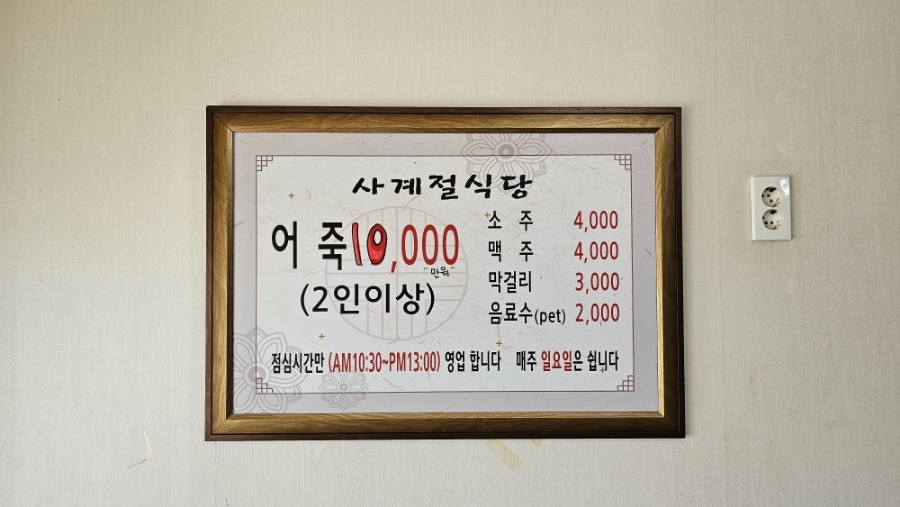 사계절식당
어 죽 10,000
"만원"
(2인이상)
소 주 4,000
맥 주 4,000
막걸리 3,000
음료수(pet) 2,000
점심시간만 (AM10:30~PM13:00) 영업 합니다 매주 일요일은 쉽니다